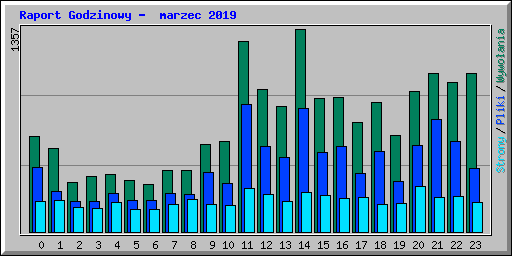 Raport Godzinowy - marzec 2019
1357
Strony / Pliki / Wywolania
0 1 2 3 4 5 6 7 8 9 10 11 12 13 14 15 16 17 18 19 20 21 22 23